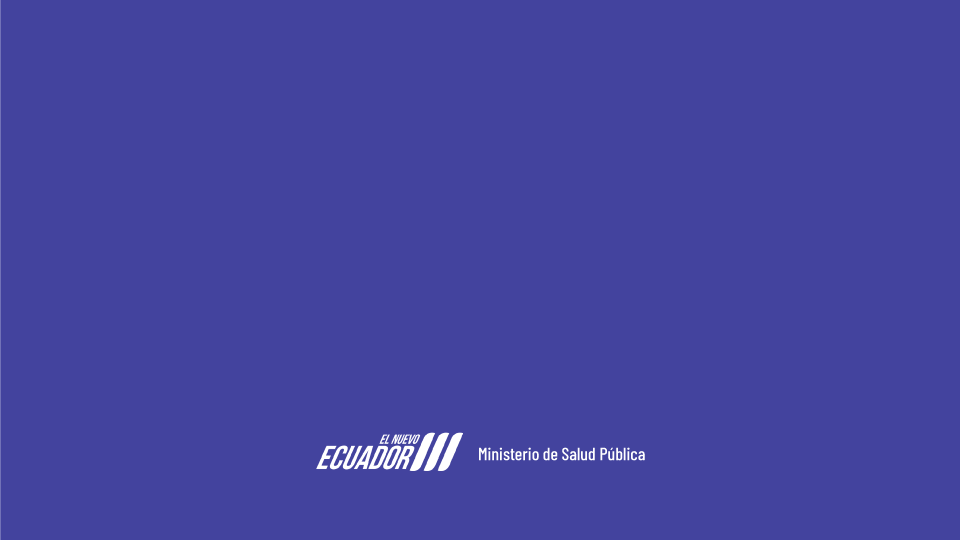 EL NUEVO
ECUADOR
Ministerio de Salud Pública